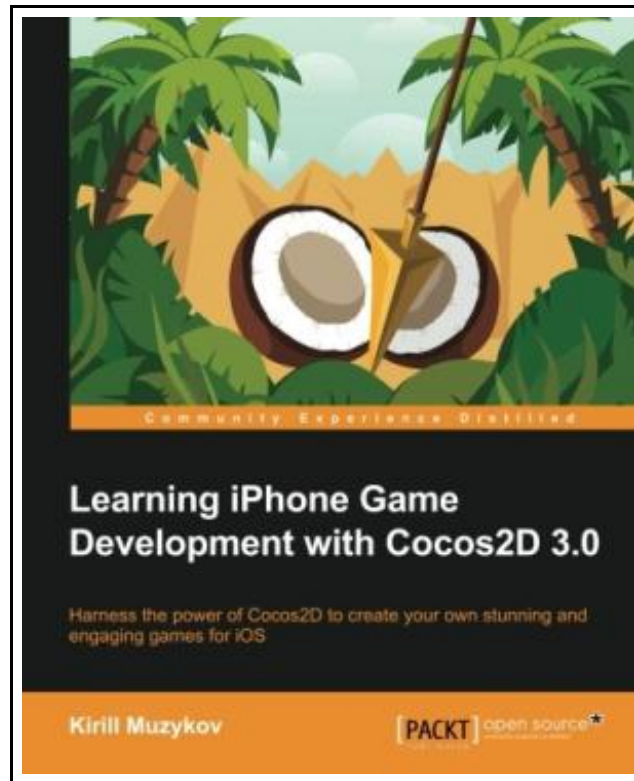 Community Experience Distilled
Learning iPhone Game
Development with Cocos2D 3.0
Harness the power of Cocos2D to create your own stunning and
engaging games for iOS
Kirill Muzykov
[PACKT] open source*